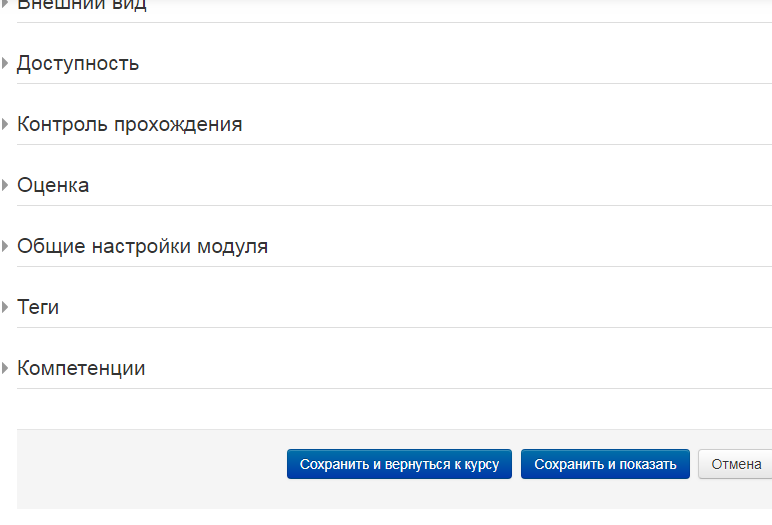 Внешний вид
Доступность
Контроль прохождения
Оценка
Общие настройки модуля
Теги
Компетенции
Сохранить и вернуться к курсу Сохранить и показать Отмена